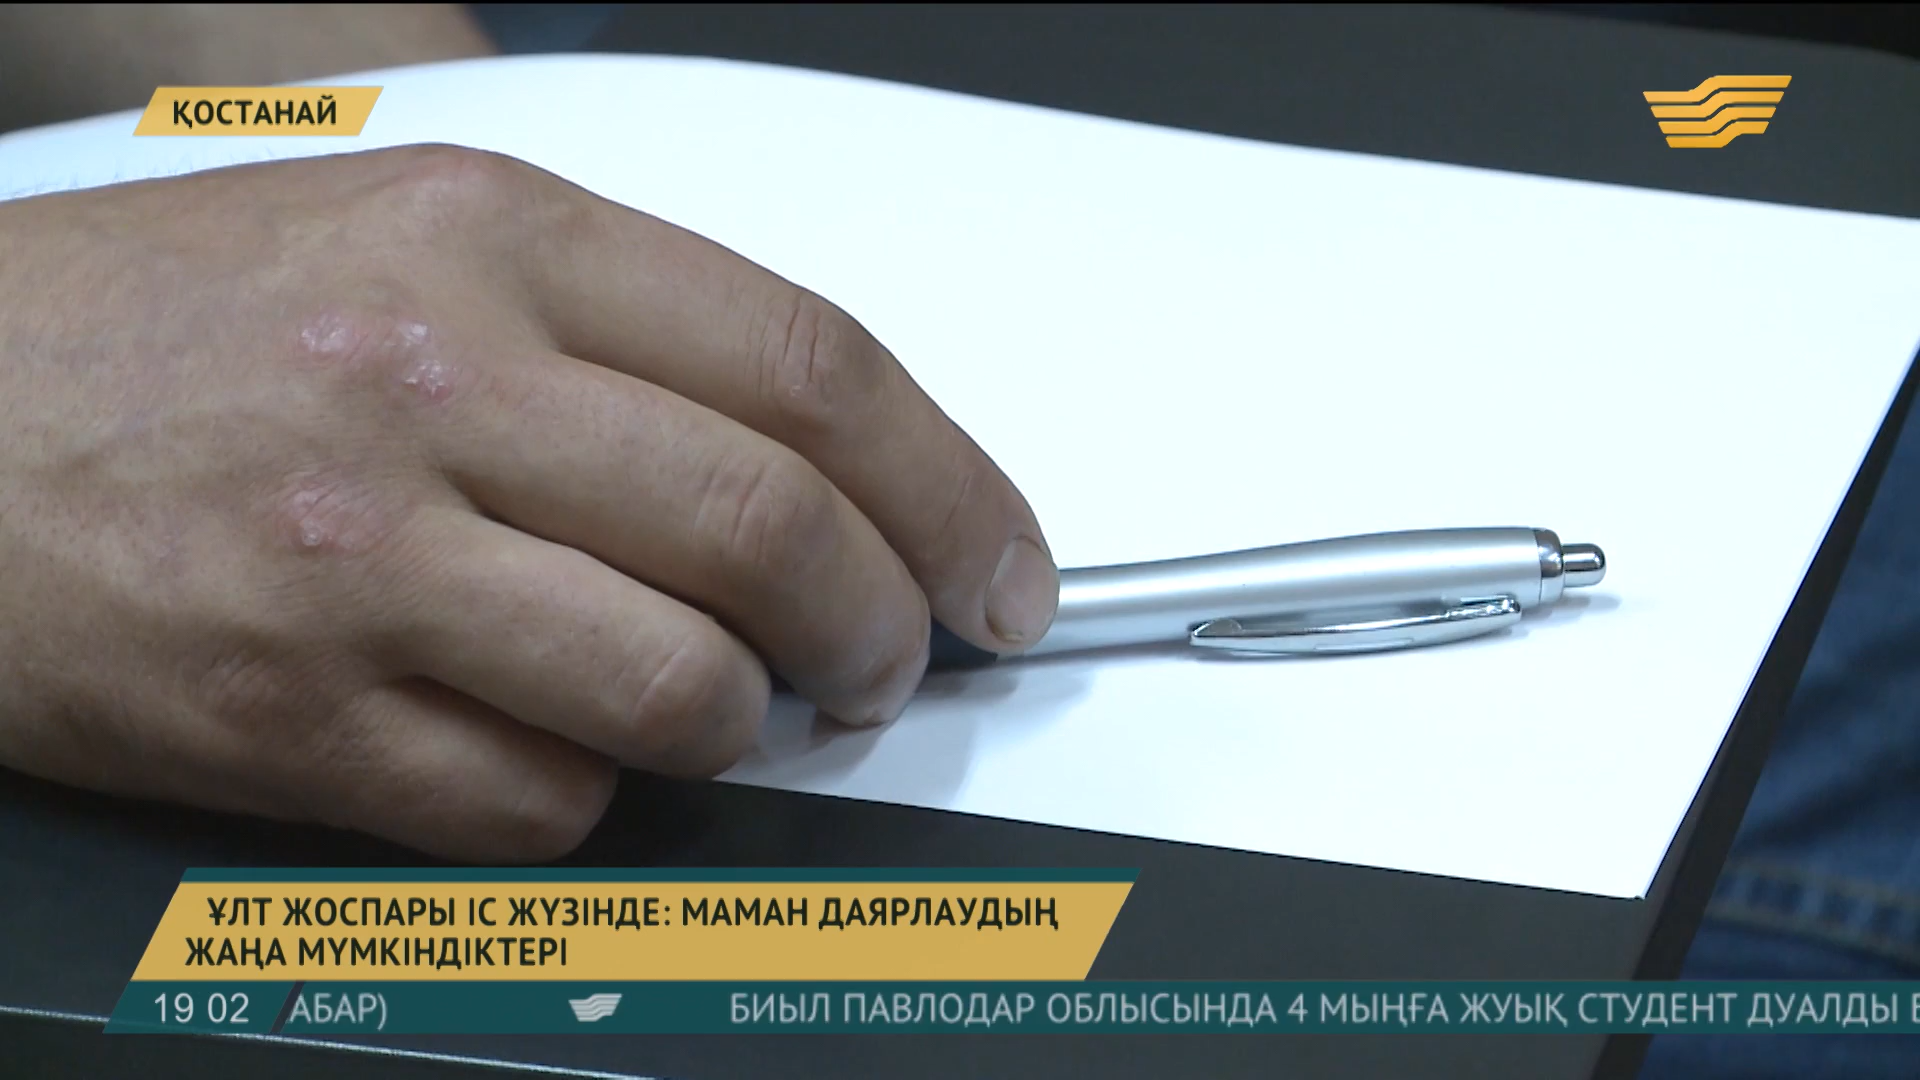 ҚОСТАНАЙ
ҰЛТ ЖОСПАРЫ ІС ЖҮЗІНДЕ: МАМАН ДАЯРЛАУДЫҢ
ЖАҢА МҮМКІНДІКТЕРІ
19 02 АБАР) БИЫЛ ПАВЛОДАР ОБЛЫСЫНДА 4 МЫҢҒА ЖУЫҚ СТУДЕНТ ДУАЛДЫ